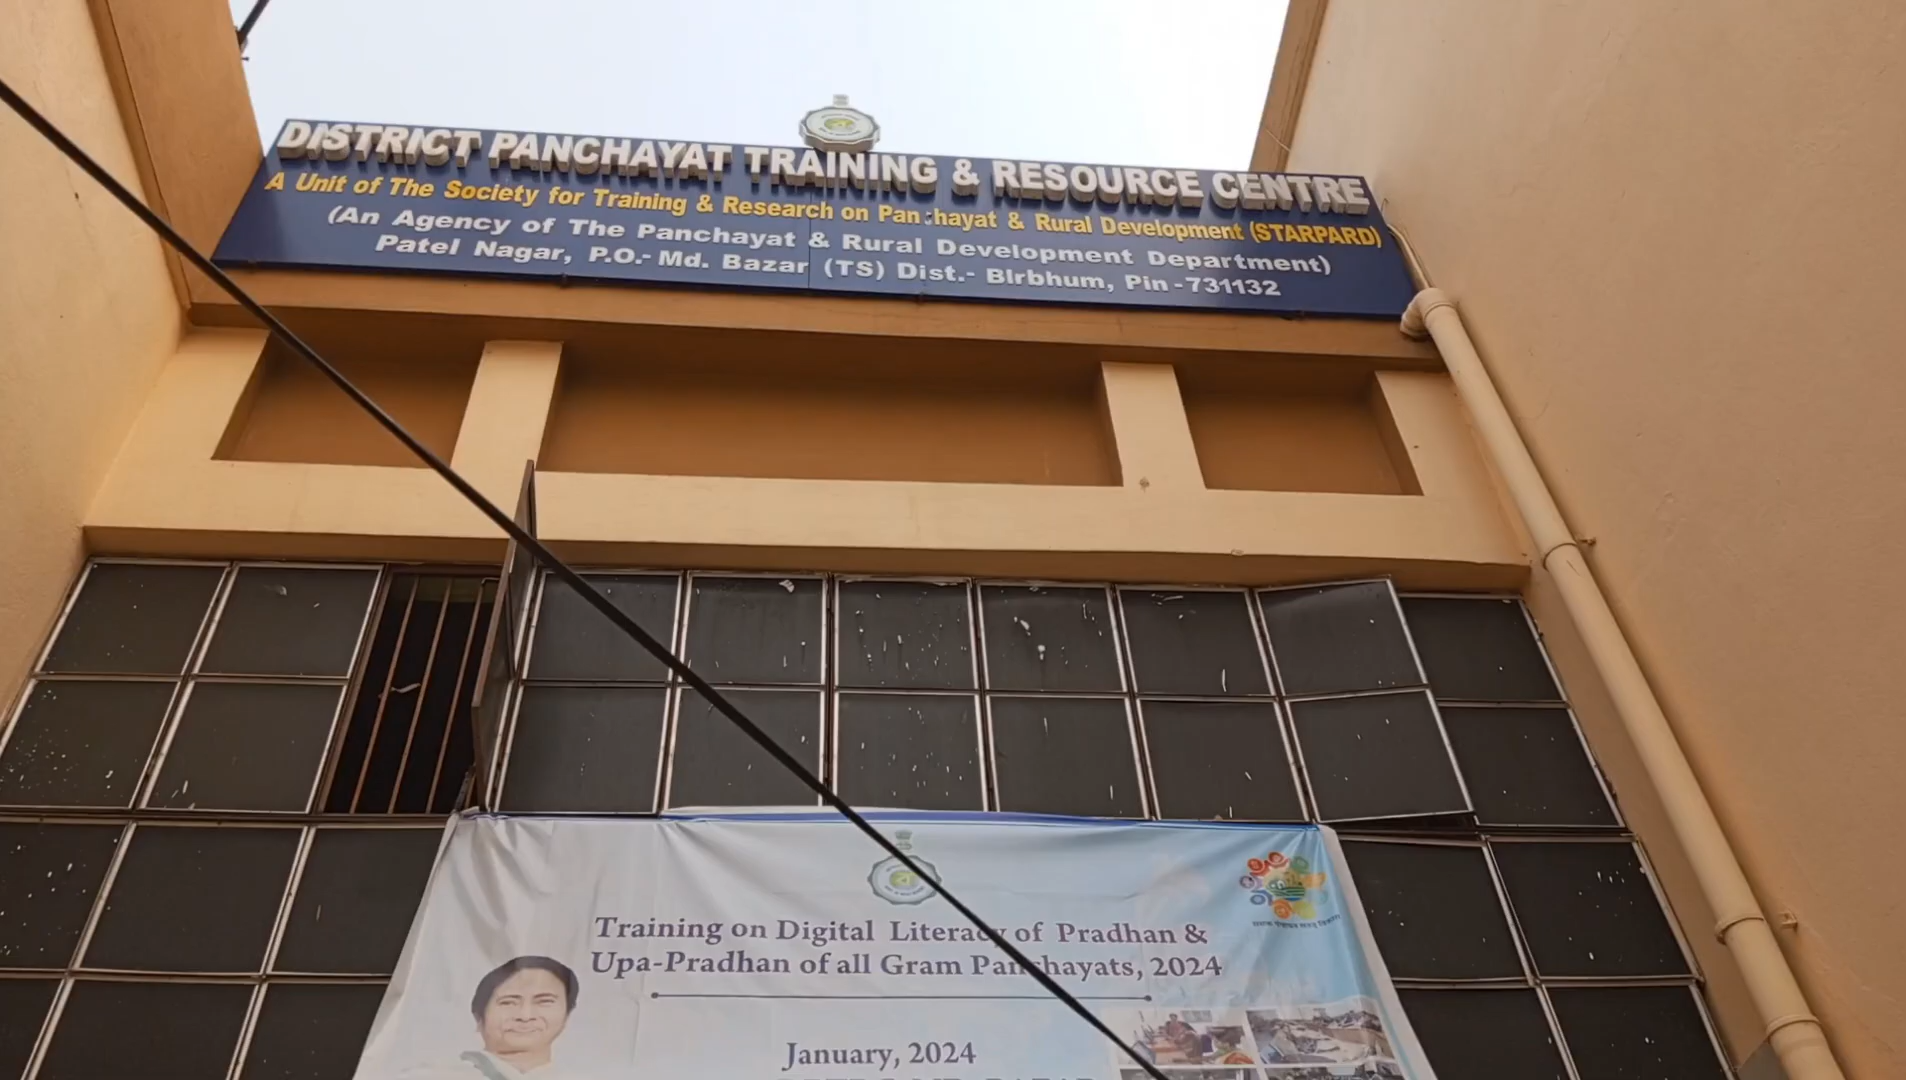 DISTRICT PANCHAYAT TRAINING & RESOURCE CENTRE
A Unit of The Society for Training & Research on Panchayat & Rural Development (STARPARD)
(An Agency of The Panchayat & Rural Development Department)
Patel Nagar, P.O.- Md. Bazar (TS) Dist.- BIrbhum, Pin -731132
Training on Digital Literacy of Pradhan &
Upa-Pradhan of all Gram Panchayats, 2024
January, 2024